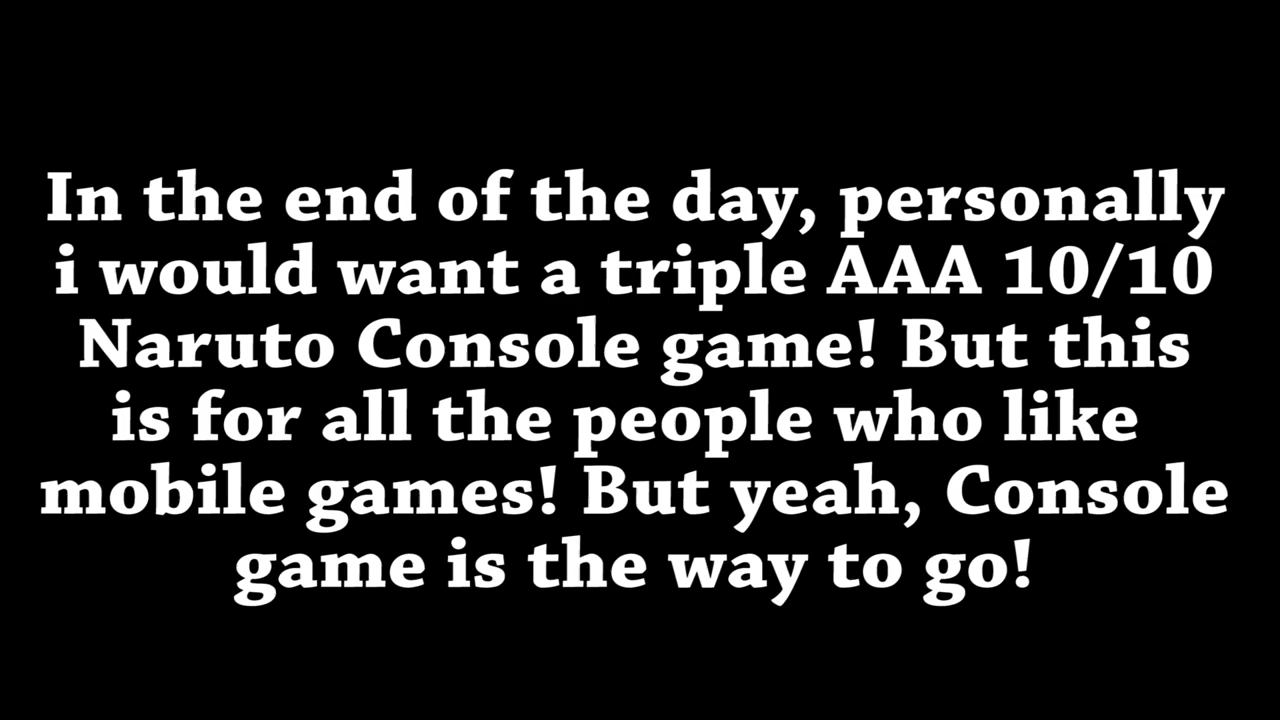 In the end of the day, personally
i would want a triple AAA 10/10
Naruto Console game! But this
is for all the people who like
mobile games! But yeah, Console
game is the way to go!